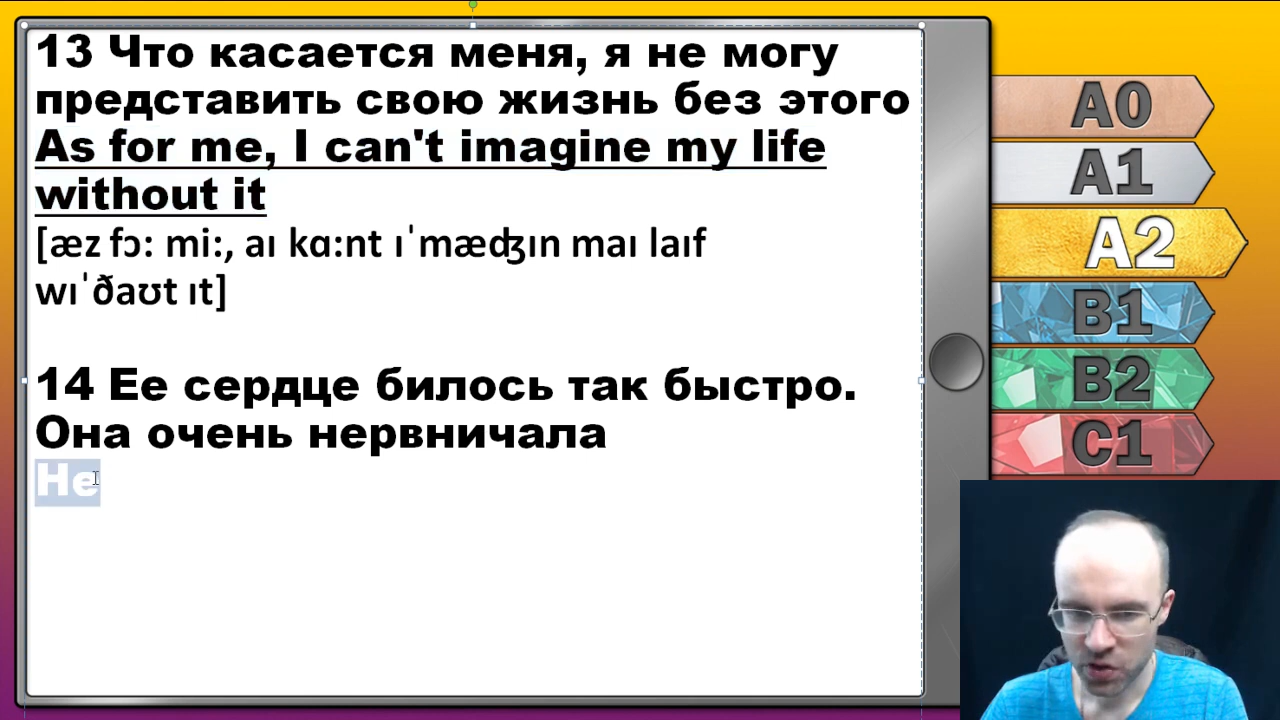 13 Что касается меня, я не могу
представить свою жизнь без этого
As for me, I can't imagine my life
without it
[æz fɔ: mi:, aɪ kɑ:nt ɪˈmæʤɪn maɪ laɪf
wɪˈðaʊt ɪt]
14 Ее сердце билось так быстро.
Она очень нервничала
He
A0
A1
A2
B1
B2
C1